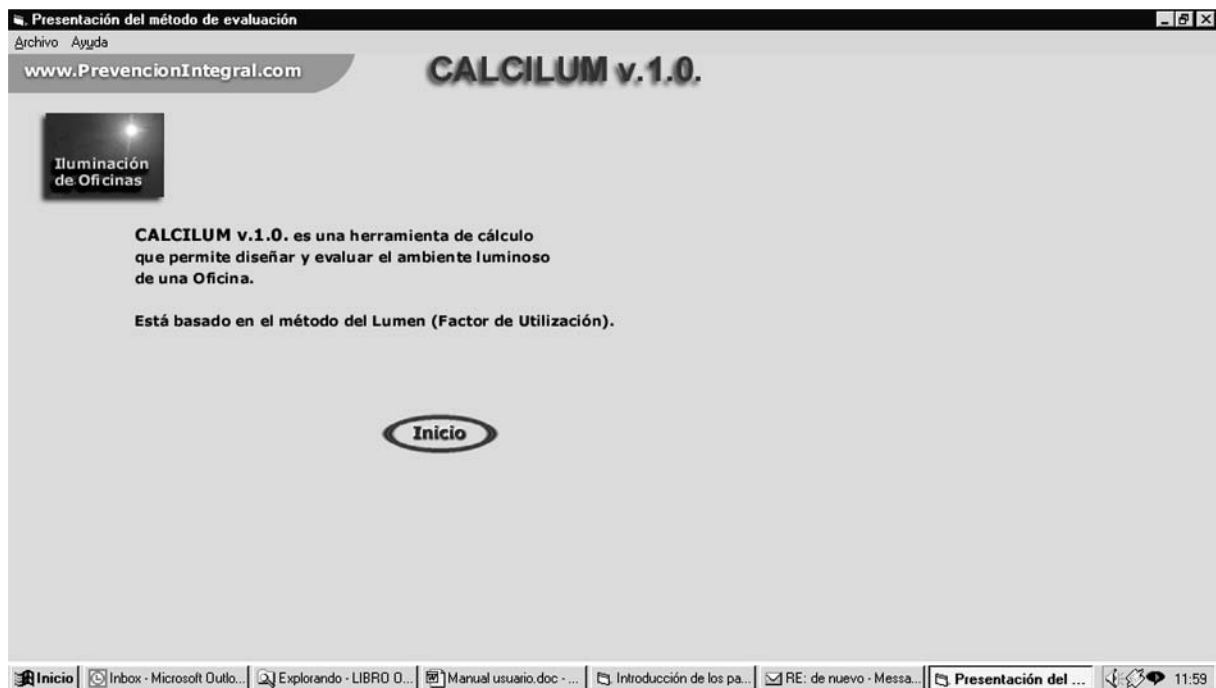 Presentación del método de evaluación
Archivo Ayuda
www.PrevencionIntegral.com
CALCILUM v.1.0.
Iluminación
de Oficinas
CALCILUM v.1.0. es una herramienta de cálculo
que permite diseñar y evaluar el ambiente luminoso
de una Oficina.
Está basado en el método del Lumen (Factor de Utilización).
Inicio
Inicio Inbox - Microsoft Outlo... Explorando - LIBRO O... Manual usuario.doc - ... Introducción de los pa... RE: de nuevo - Messa... Presentación del ... 11:59